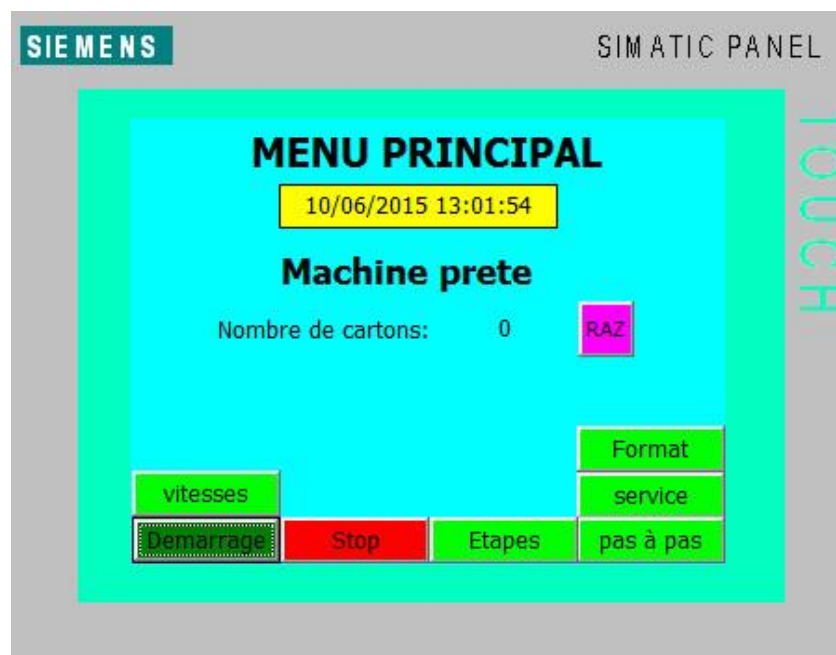 SIEMENS
SIMATIC PANEL
TOUCH
MENU PRINCIPAL
10/06/2015 13:01:54
Machine prete
Nombre de cartons: 0 RAZ
Format
vitesses service
Demarrage Stop Etapes pas à pas